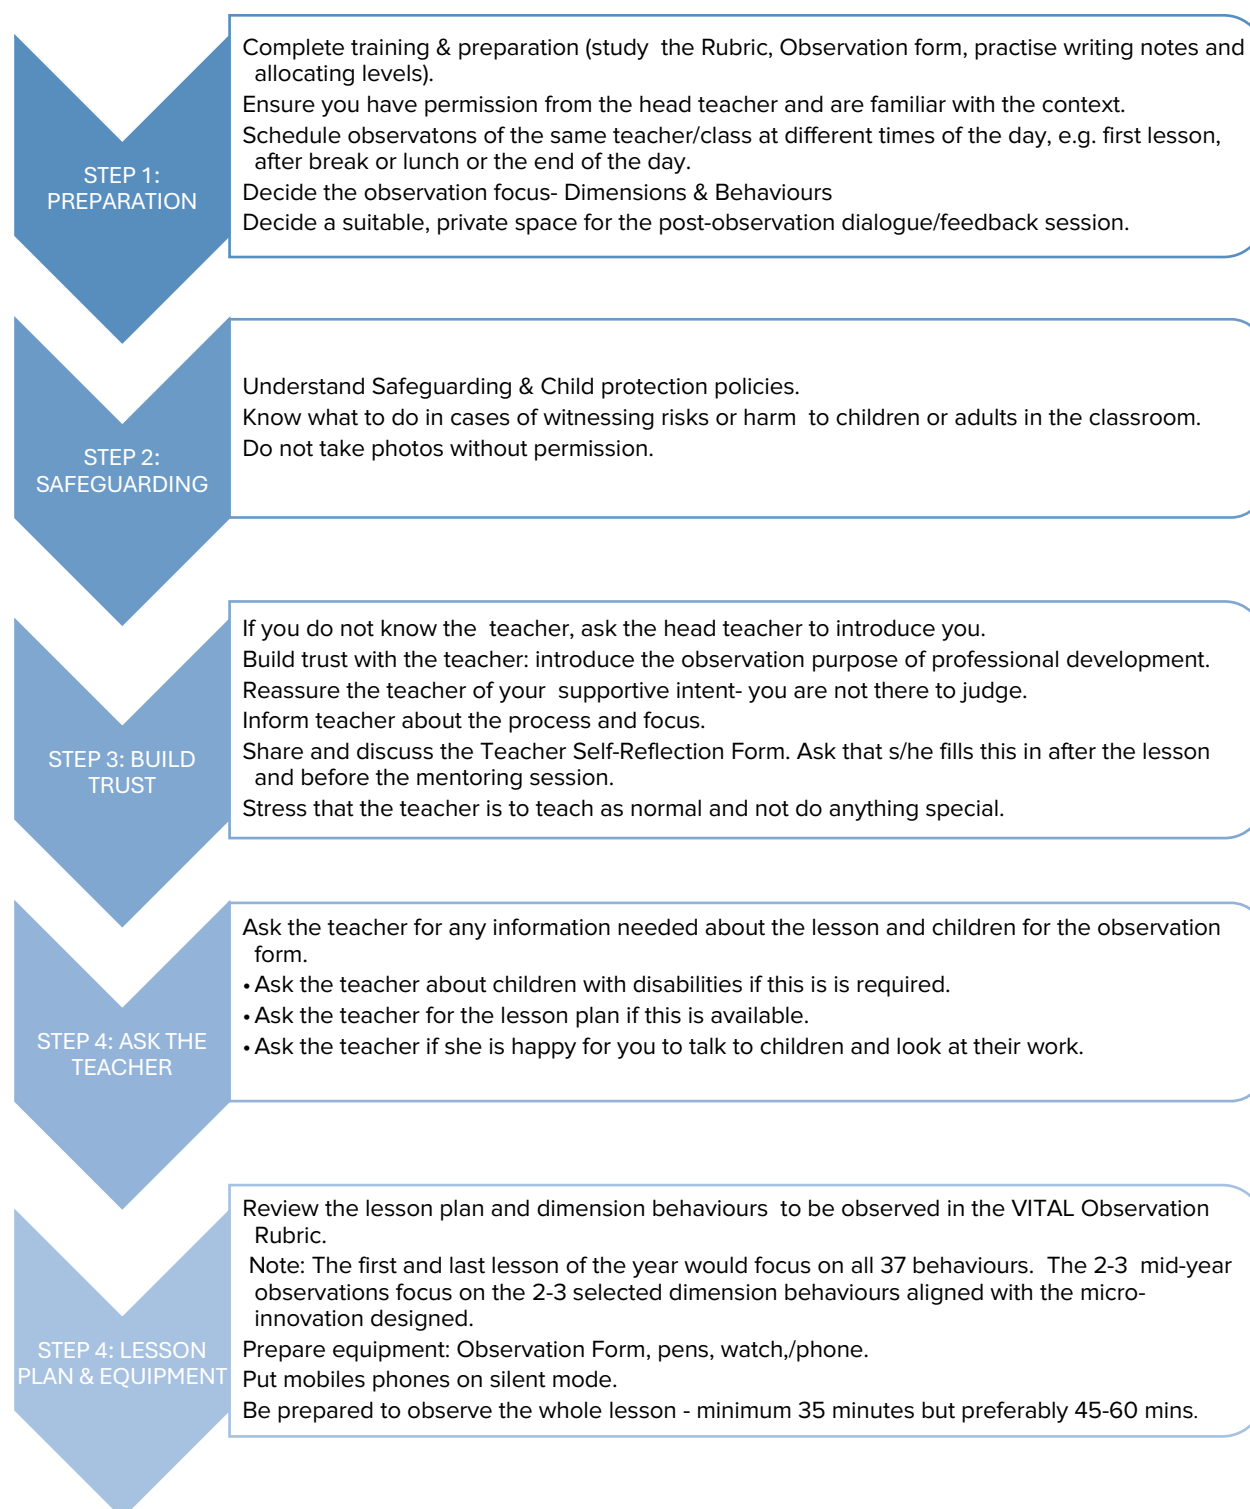 STEP 1:
PREPARATION
Complete training & preparation (study  the Rubric, Observation form, practise writing notes and
allocating levels).
Ensure you have permission from the head teacher and are familiar with the context.
Schedule observatons of the same teacher/class at different times of the day, e.g. first lesson,
after break or lunch or the end of the day.
Decide the observation focus- Dimensions & Behaviours
Decide a suitable, private space for the post-observation dialogue/feedback session.
STEP 2:
SAFEGUARDING
Understand Safeguarding & Child protection policies.
Know what to do in cases of witnessing risks or harm  to children or adults in the classroom.
Do not take photos without permission.
STEP 3: BUILD
TRUST
If you do not know the  teacher, ask the head teacher to introduce you.
Build trust with the teacher: introduce the observation purpose of professional development.
Reassure the teacher of your  supportive intent- you are not there to judge.
Inform teacher about the process and focus.
Share and discuss the Teacher Self-Reflection Form. Ask that s/he fills this in after the lesson
and before the mentoring session.
Stress that the teacher is to teach as normal and not do anything special.
STEP 4: ASK THE
TEACHER
Ask the teacher for any information needed about the lesson and children for the observation
form.
• Ask the teacher about children with disabilities if this is is required.
• Ask the teacher for the lesson plan if this is available.
• Ask the teacher if she is happy for you to talk to children and look at their work.
STEP 4: LESSON
PLAN & EQUIPMENT
Review the lesson plan and dimension behaviours  to be observed in the VITAL Observation
Rubric.
Note: The first and last lesson of the year would focus on all 37 behaviours.  The 2-3  mid-year
observations focus on the 2-3 selected dimension behaviours aligned with the micro-
innovation designed.
Prepare equipment: Observation Form, pens, watch,/phone.
Put mobiles phones on silent mode.
Be prepared to observe the whole lesson - minimum 35 minutes but preferably 45-60 mins.